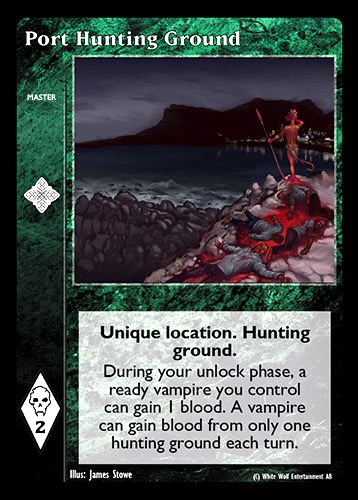 Port Hunting Ground
MASTER
Unique location. Hunting
ground.
During your unlock phase, a
ready vampire you control
can gain 1 blood. A vampire
can gain blood from only one
hunting ground each turn.
2
Illus: James Stowe
(C) White Wolf Entertainment AB